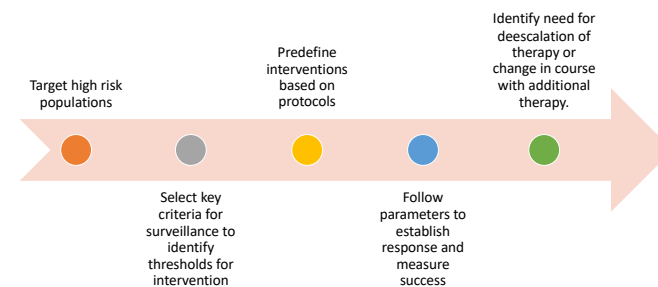 Target high risk
populations
Select key
criteria for
surveillance to
identify
thresholds for
intervention
Predefine
interventions
based on
protocols
Follow
parameters to
establish
response and
measure
success
Identify need for
deescalation of
therapy or
change in course
with additional
therapy.